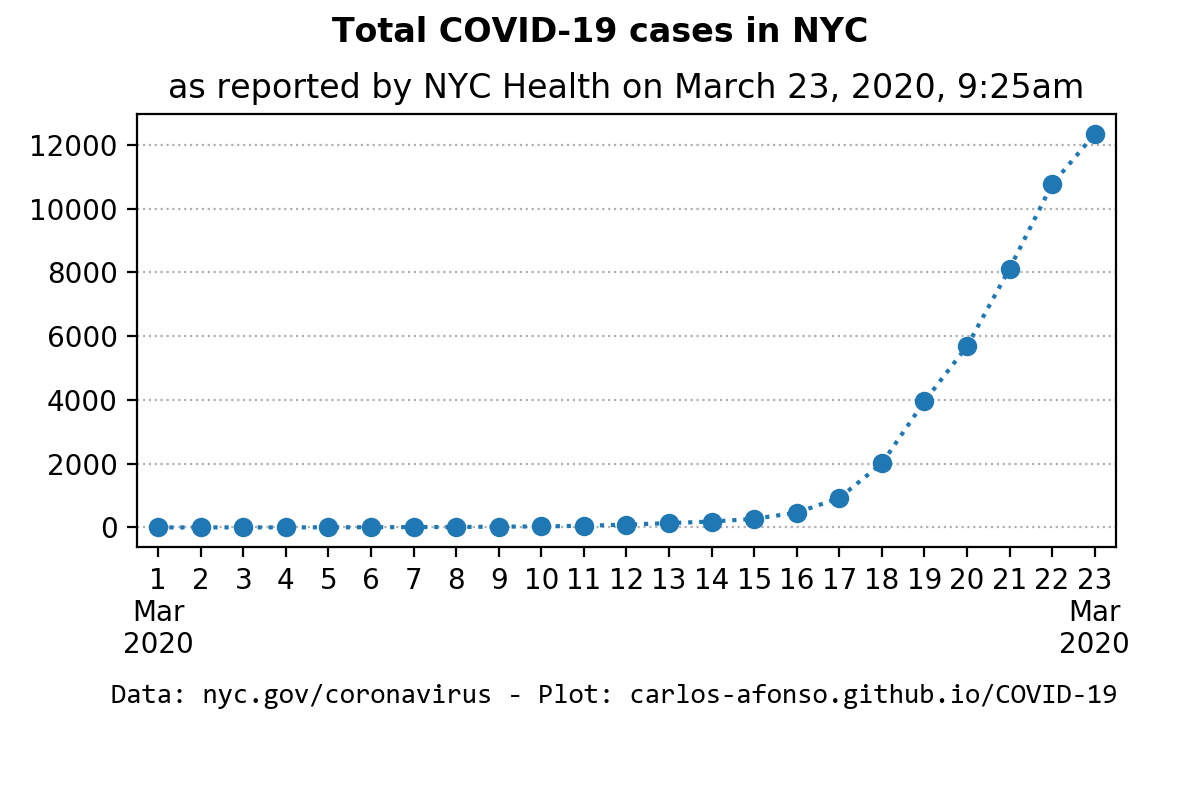 Total COVID-19 cases in NYC
as reported by NYC Health on March 23, 2020, 9:25am
12000
10000
8000
6000
4000
2000
0
1 2 3 4 5 6 7 8 9 10 11 12 13 14 15 16 17 18 19 20 21 22 23
Mar Mar
2020 2020
Data: nyc.gov/coronavirus - Plot: carlos-afonso.github.io/COVID-19